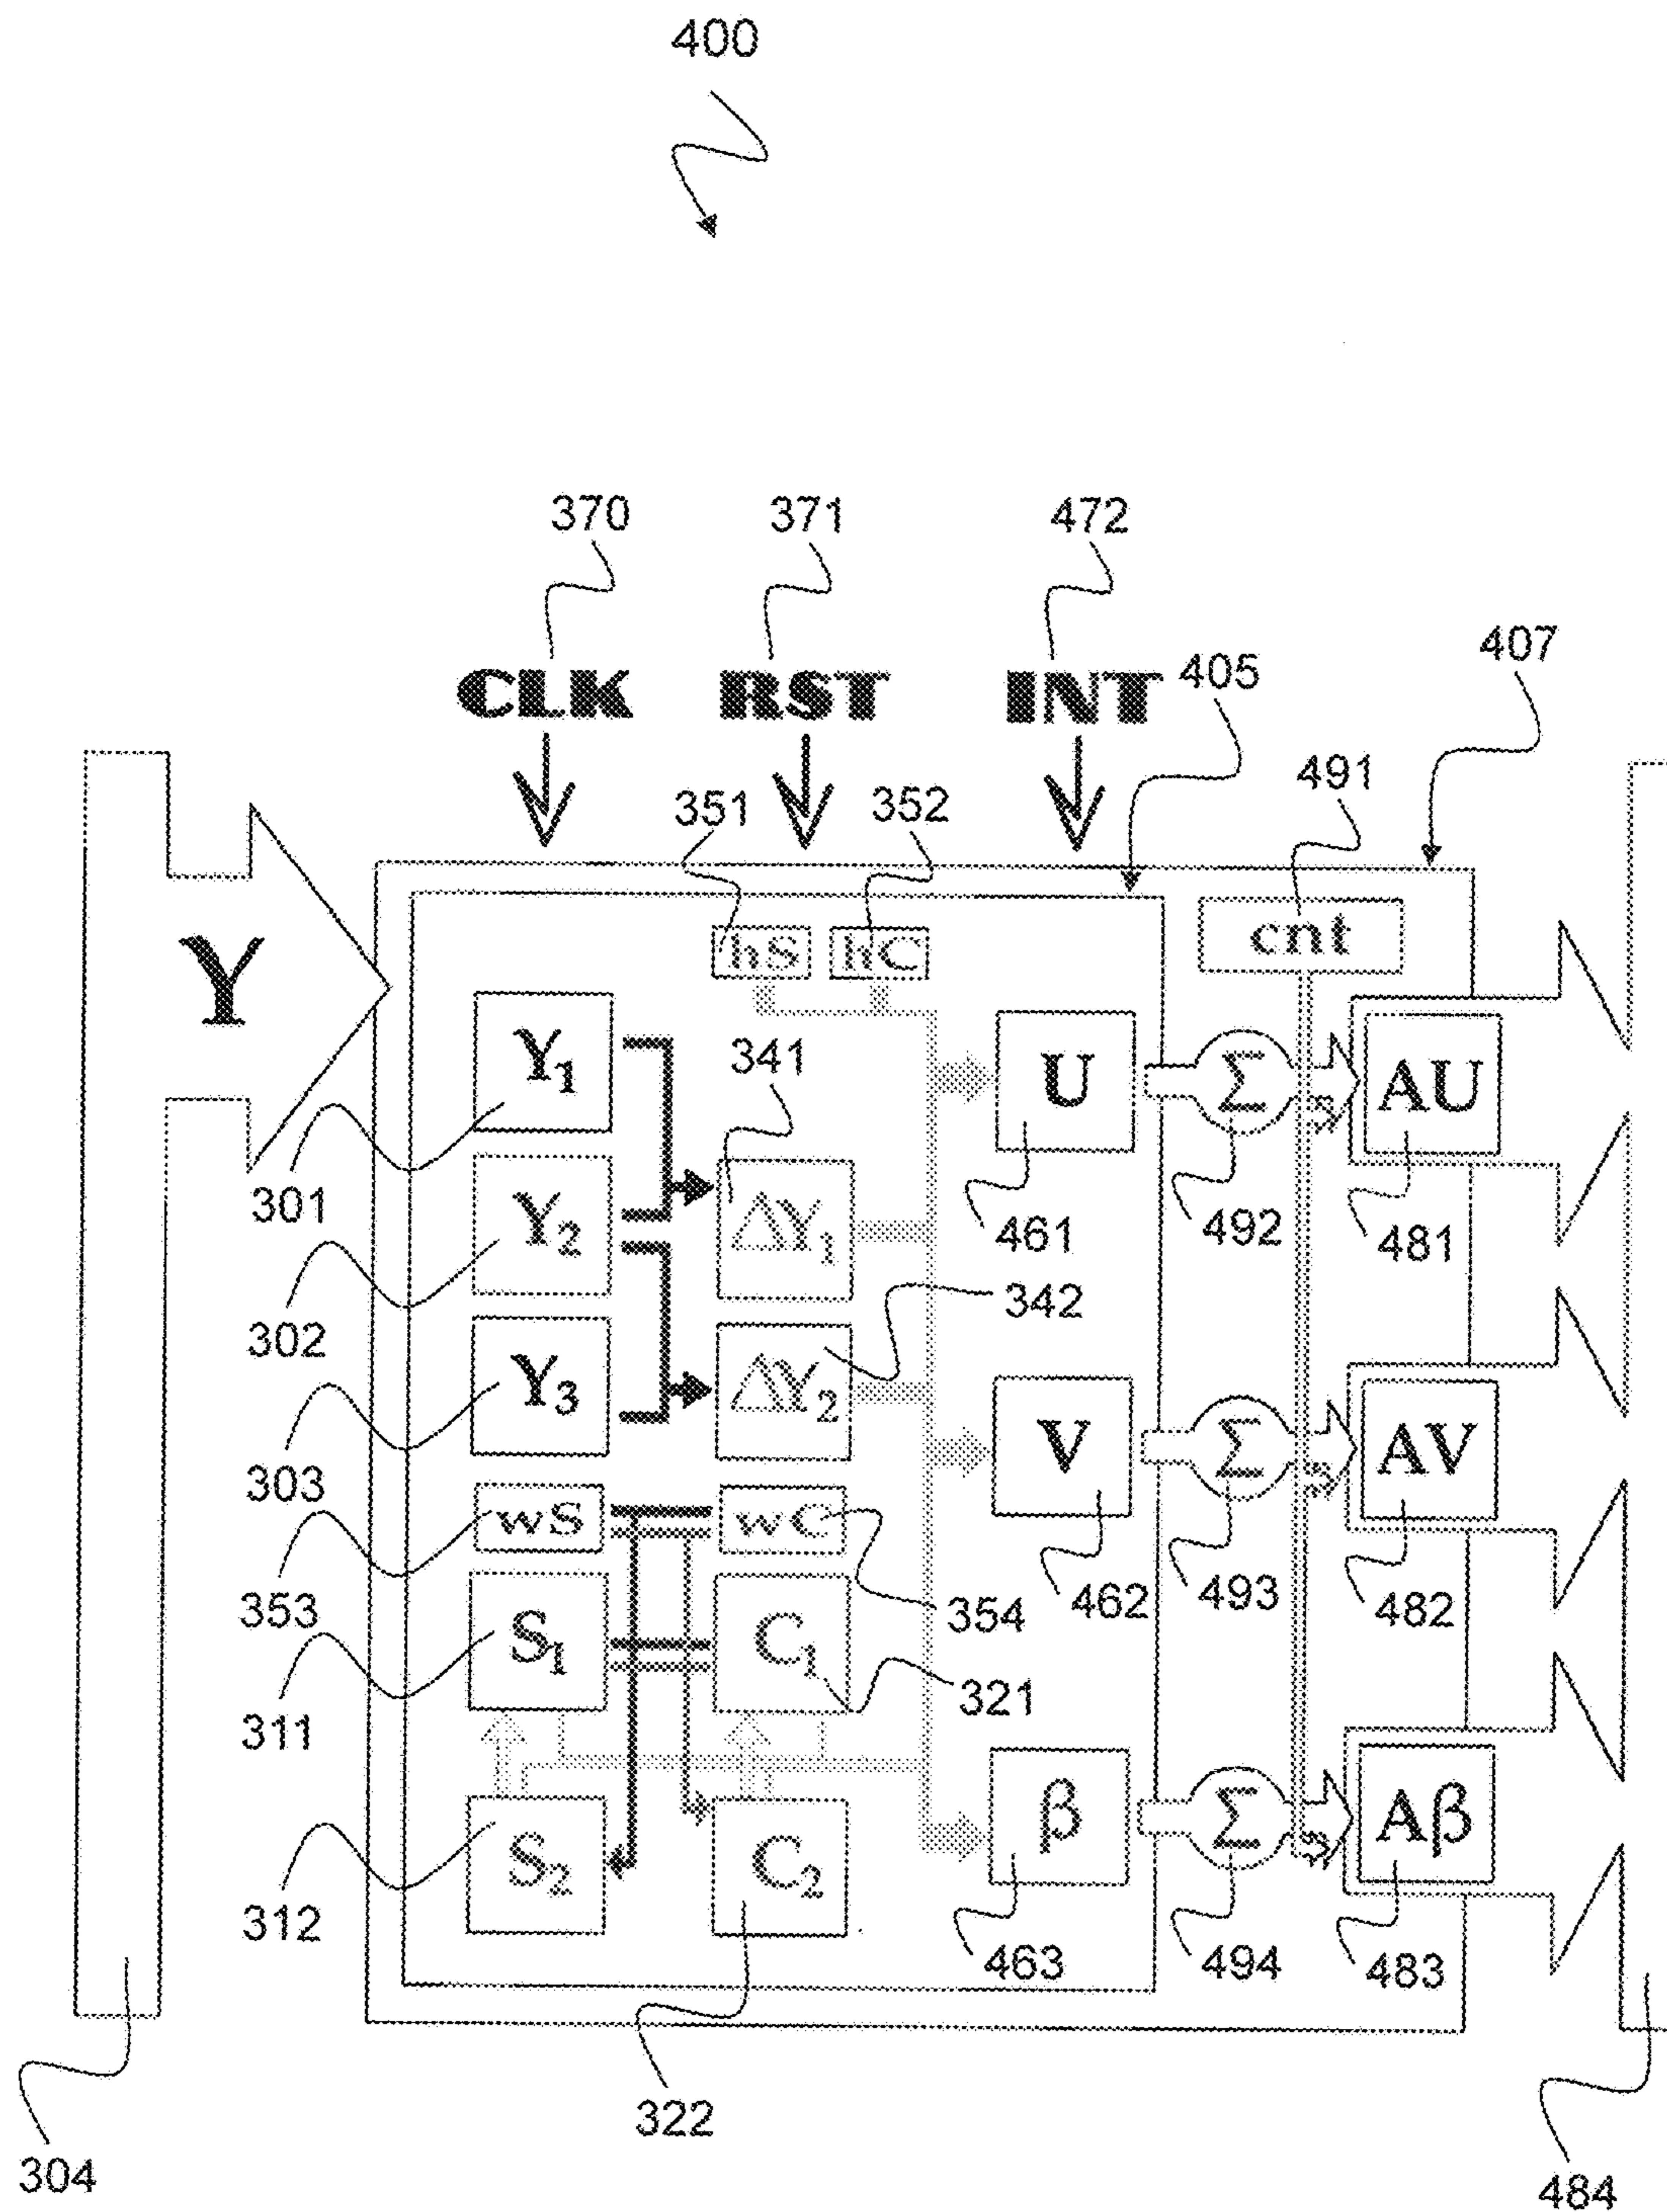 400
370 371 472
407
CLK RST INT 405
491
351 352
cnt
hS hC
Y
Y₁ 341 U Σ AU
301 Y₂ ΔY₁ 461 492 481
342
302
Y₃ ΔY₂ V Σ AV
303
wS wC
353 354 462 493 482
S₁ C₁
321
311
β Σ Aβ
S₂ C₂
312 463 494 483
322
304 484